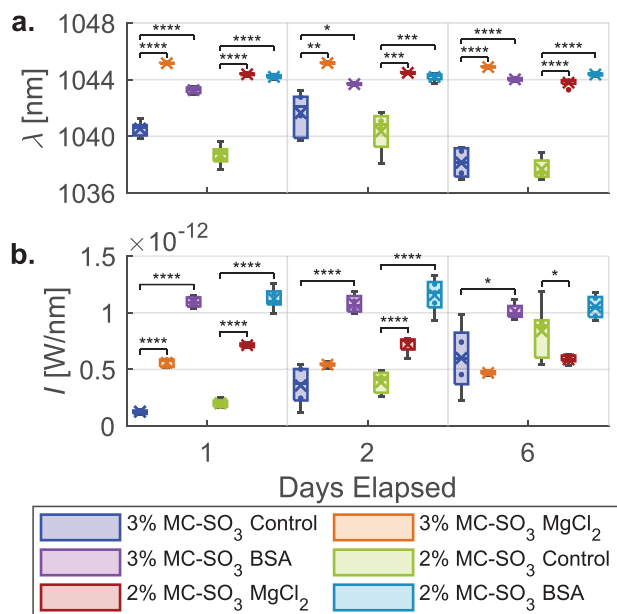 a.
1048
1044
1040
1036
λ [nm]
**** **** **** **** * ** *** *** **** **** **** ****
b.
×10⁻¹²
1.5
1
0.5
0
I [W/nm]
**** **** **** **** **** **** **** * *
1 2 6
Days Elapsed
3% MC-SO₃ Control 3% MC-SO₃ MgCl₂
3% MC-SO₃ BSA 2% MC-SO₃ Control
2% MC-SO₃ MgCl₂ 2% MC-SO₃ BSA